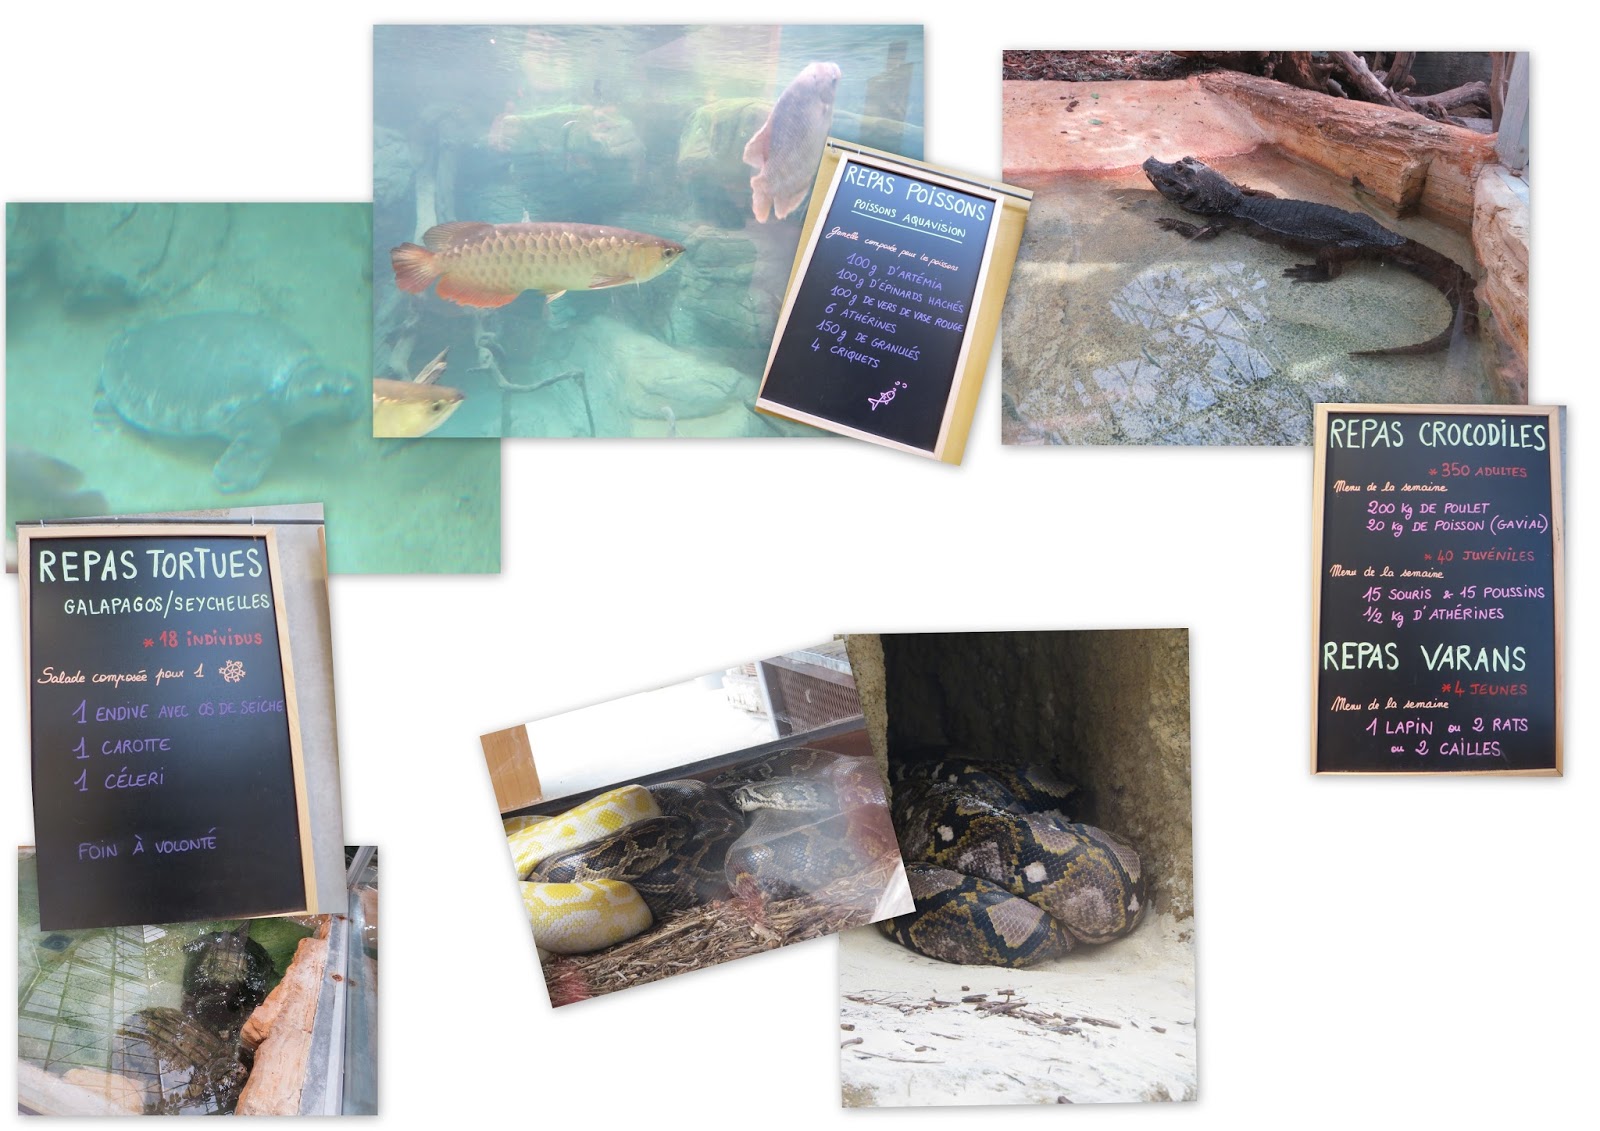 REPAS POISSONS
POISSONS AQUAVISION
Gamelle composée pour les poissons
100g D'ARTÉMIA
100g D'ÉPINARDS HACHÉS
100g DE VERS DE VASE ROUGE
6 ATHÉRINES
150g DE GRANULÉS
4 CRIQUETS
REPAS CROCODILES
* 350 ADULTES
Menu de la semaine
200 kg DE POULET
20 kg DE POISSON (GAVIAL)
* 40 JUVÉNILES
Menu de la semaine
15 SOURIS & 15 POUSSINS
1/2 kg D'ATHÉRINES
REPAS VARANS
* 4 JEUNES
Menu de la semaine
1 LAPIN ou 2 RATS
ou 2 CAILLES
REPAS TORTUES
GALAPAGOS/SEYCHELLES
* 18 INDIVIDUS
Salade composée pour 1
1 ENDIVE AVEC OS DE SEICHE
1 CAROTTE
1 CÉLERI
FOIN À VOLONTÉ